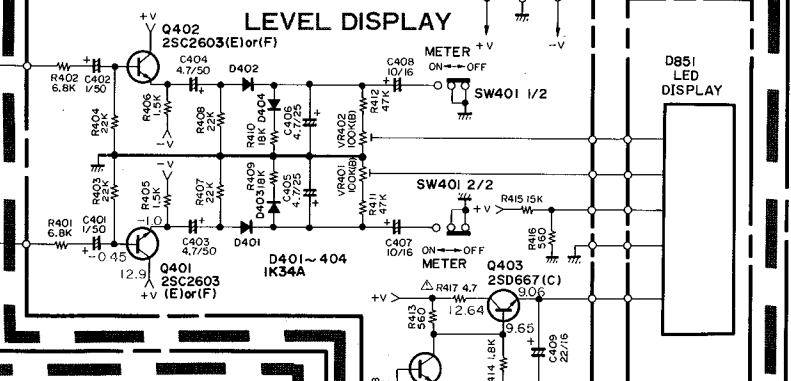 LEVEL DISPLAY
+V
Q402
2SC2603(E)or(F)
R402
6.8K
C402
1/50
C404
4.7/50
D402
R404
22K
R406
1.5K
-V
R408
22K
R410
18K
D404
C406
4.7/25
VR402
100K(B)
R412
47K
C408
10/16
+V
-V
METER
ON↔OFF
SW401 1/2
D851
LED
DISPLAY
R403
22K
R405
1.5K
-V
R407
22K
R409
18K
D403
C405
4.7/25
VR401
100K(B)
R411
47K
SW401 2/2
+V
R415 15K
R416
560
R401
6.8K
C401
1/50
-0.45
-1.0
C403
4.7/50
D401
C407
10/16
ON↔OFF
METER
12.9
+V
Q401
2SC2603
(E)or(F)
D401~404
1K34A
Q403
2SD667(C)
+V
R417 4.7
12.64
9.06
9.65
R413
560
414 1.8K
C409
22/16